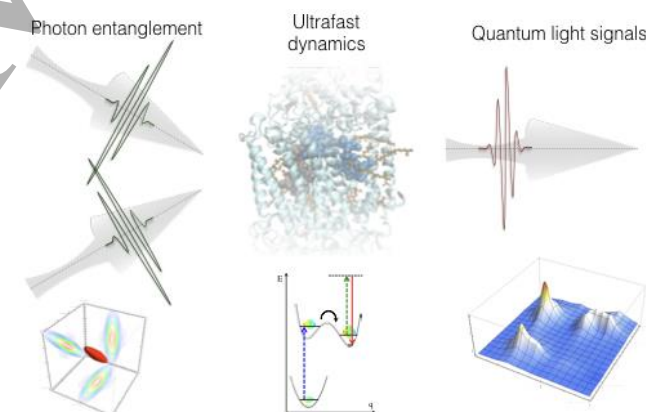 Photon entanglement
Ultrafast
dynamics
Quantum light signals
E
q